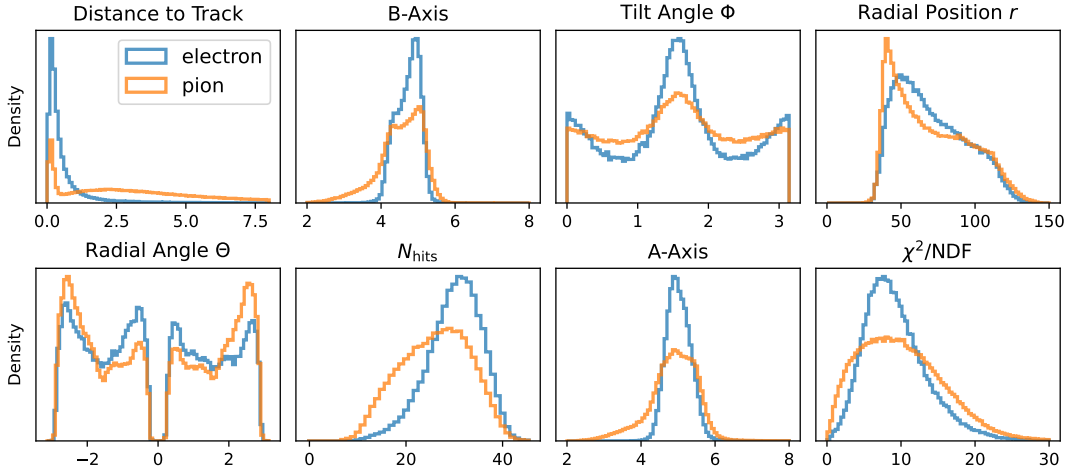 Distance to Track
B-Axis
Tilt Angle Φ
Radial Position r
Density
electron
pion
0.0 2.5 5.0 7.5
2 4 6 8
0 1 2 3
0 50 100 150
Radial Angle Θ
N_hits
A-Axis
χ²/NDF
Density
−2 0 2
0 20 40
2 4 6 8
0 10 20 30